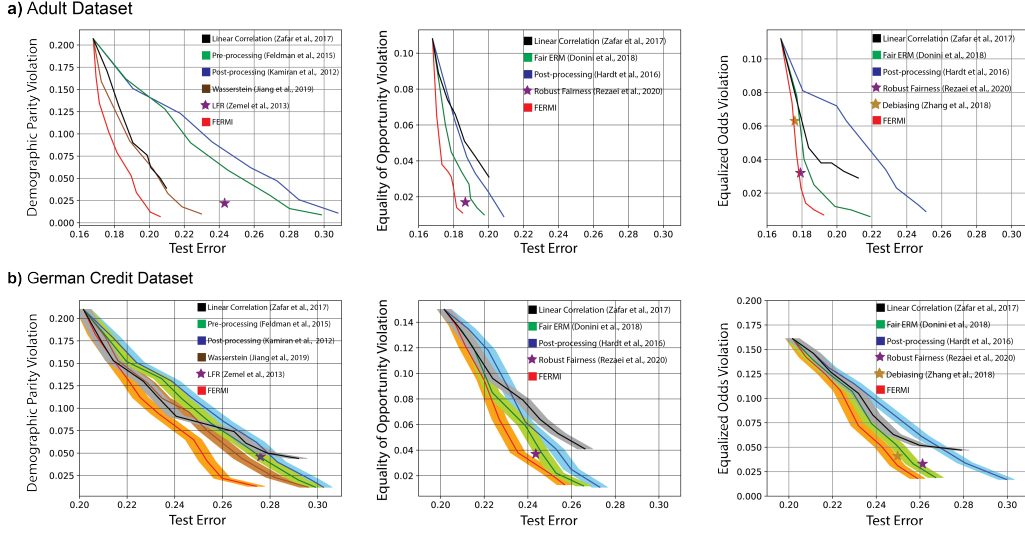 a) Adult Dataset
Demographic Parity Violation
0.200
0.175
0.150
0.125
0.100
0.075
0.050
0.025
0.000
Linear Correlation (Zafar et al., 2017)
Pre-processing (Feldman et al., 2015)
Post-processing (Kamiran et al., 2012)
Wasserstein (Jiang et al., 2019)
LFR (Zemel et al., 2013)
FERMI
0.16 0.18 0.20 0.22 0.24 0.26 0.28 0.30
Test Error
Equality of Opportunity Violation
0.10
0.08
0.06
0.04
0.02
Linear Correlation (Zafar et al., 2017)
Fair ERM (Donini et al., 2018)
Post-processing (Hardt et al., 2016)
Robust Fairness (Rezaei et al., 2020)
FERMI
0.16 0.18 0.20 0.22 0.24 0.26 0.28 0.30
Test Error
Equalized Odds Violation
0.10
0.08
0.06
0.04
0.02
Linear Correlation (Zafar et al., 2017)
Fair ERM (Donini et al., 2018)
Post-processing (Hardt et al., 2016)
Robust Fairness (Rezaei et al., 2020)
Debiasing (Zhang et al., 2018)
FERMI
0.16 0.18 0.20 0.22 0.24 0.26 0.28 0.30
Test Error
b) German Credit Dataset
Demographic Parity Violation
0.200
0.175
0.150
0.125
0.100
0.075
0.050
0.025
Linear Correlation (Zafar et al., 2017)
Pre-processing (Feldman et al., 2015)
Post-processing (Kamiran et al., 2012)
Wasserstein (Jiang et al., 2019)
LFR (Zemel et al., 2013)
FERMI
0.20 0.22 0.24 0.26 0.28 0.30
Test Error
Equality of Opportunity Violation
0.14
0.12
0.10
0.08
0.06
0.04
0.02
Linear Correlation (Zafar et al., 2017)
Fair ERM (Donini et al., 2018)
Post-processing (Hardt et al., 2016)
Robust Fairness (Rezaei et al., 2020)
FERMI
0.20 0.22 0.24 0.26 0.28 0.30
Test Error
Equalized Odds Violation
0.200
0.175
0.150
0.125
0.100
0.075
0.050
0.025
0.000
Linear Correlation (Zafar et al., 2017)
Fair ERM (Donini et al., 2018)
Post-processing (Hardt et al., 2016)
Robust Fairness (Rezaei et al., 2020)
Debiasing (Zhang et al., 2018)
FERMI
0.20 0.22 0.24 0.26 0.28 0.30
Test Error